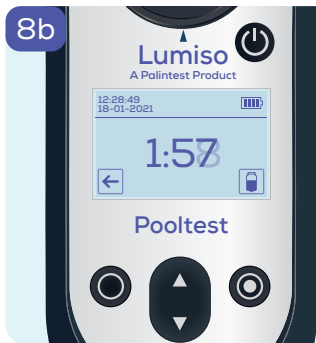 8b
Lumiso
A Palintest Product
12:28:49
18-01-2021
1:57
Pooltest